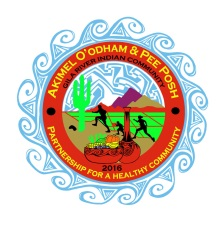 AKIMEL O'ODHAM & PEE POSH
GILA RIVER INDIAN COMMUNITY
2016
PARTNERSHIP FOR A HEALTHY COMMUNITY